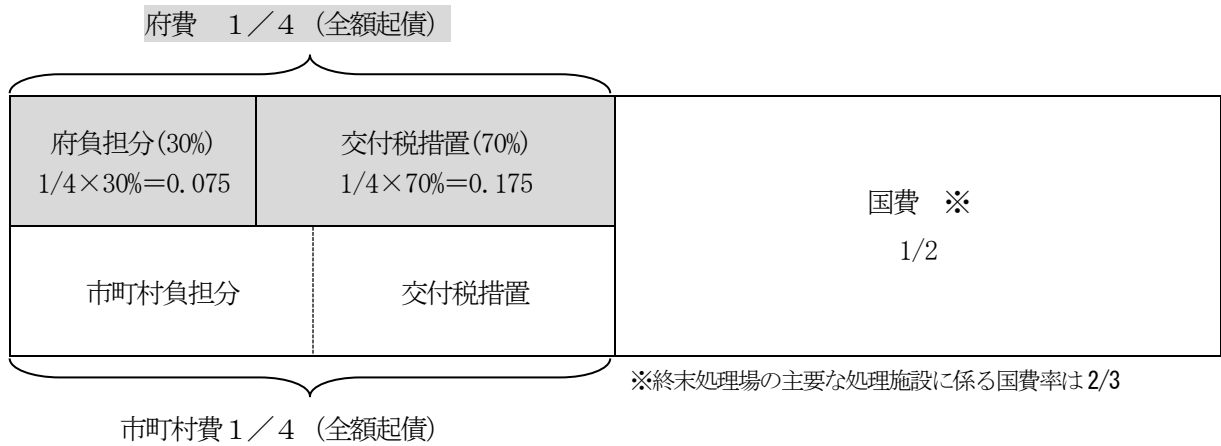 府費　１／４（全額起債）
府負担分(30%)
1/4×30%＝0.075
交付税措置(70%)
1/4×70%＝0.175
国費　※
1/2
市町村負担分
交付税措置
※終末処理場の主要な処理施設に係る国費率は 2/3
市町村費１／４（全額起債）